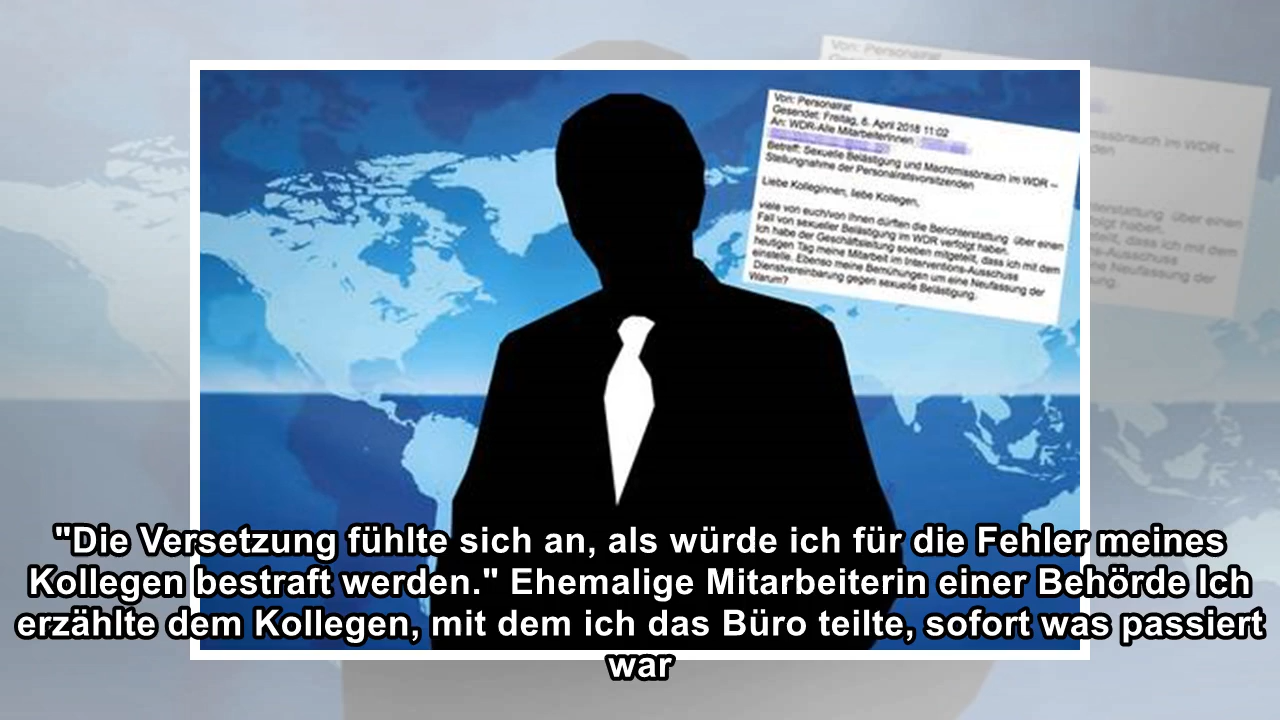 Von: Personalrat
Gesendet: Freitag, 6. April 2018 11:02
An: WDR-Alle MitarbeiterInnen
Betreff: Sexuelle Belästigung und Machtmissbrauch im WDR –
Stellungnahme der Personalratsvorsitzenden
Liebe Kolleginnen, liebe Kollegen,
viele von euch/von Ihnen dürften die Berichterstattung über einen
Fall von sexueller Belästigung im WDR verfolgt haben.
Ich habe der Geschäftsleitung soeben mitgeteilt, dass ich mit dem
heutigen Tag meine Mitarbeit im Interventions-Ausschuss
einstelle. Ebenso meine Bemühungen um eine Neufassung der
Dienstvereinbarung gegen sexuelle Belästigung.
Warum?
"Die Versetzung fühlte sich an, als würde ich für die Fehler meines
Kollegen bestraft werden." Ehemalige Mitarbeiterin einer Behörde Ich
erzählte dem Kollegen, mit dem ich das Büro teilte, sofort was passiert
war